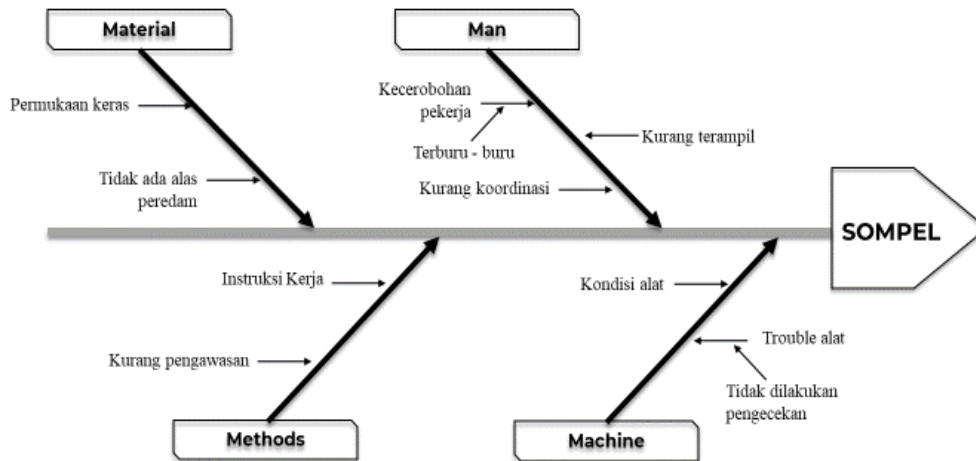 Material
Man
Permukaan keras
Tidak ada alas
peredam
Kecerobohan
pekerja
Terburu - buru
Kurang terampil
Kurang koordinasi
SOMPEL
Instruksi Kerja
Kurang pengawasan
Kondisi alat
Trouble alat
Tidak dilakukan
pengecekan
Methods
Machine